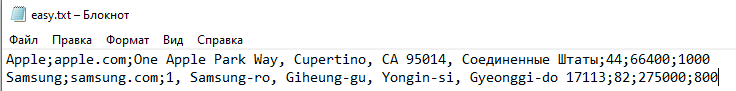 easy.txt – Блокнот
Файл Правка Формат Вид Справка
Apple;apple.com;One Apple Park Way, Cupertino, CA 95014, Соединенные Штаты;44;66400;1000
Samsung;samsung.com;1, Samsung-ro, Giheung-gu, Yongin-si, Gyeonggi-do 17113;82;275000;800